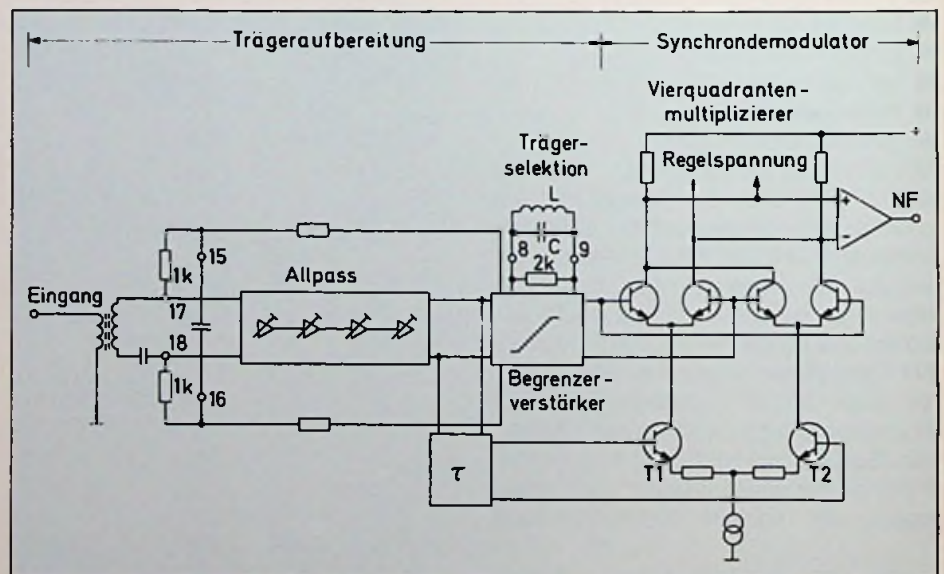 Trägeraufbereitung
Synchrondemodulator
Vierquadranten-
multiplizierer
Träger-
selektion
Regelspannung
L
+
8
C
9
+
NF
2k
-
1k
15
Allpass
Eingang
17
18
1k
16
Begrenzer-
verstärker
τ
T1
T2